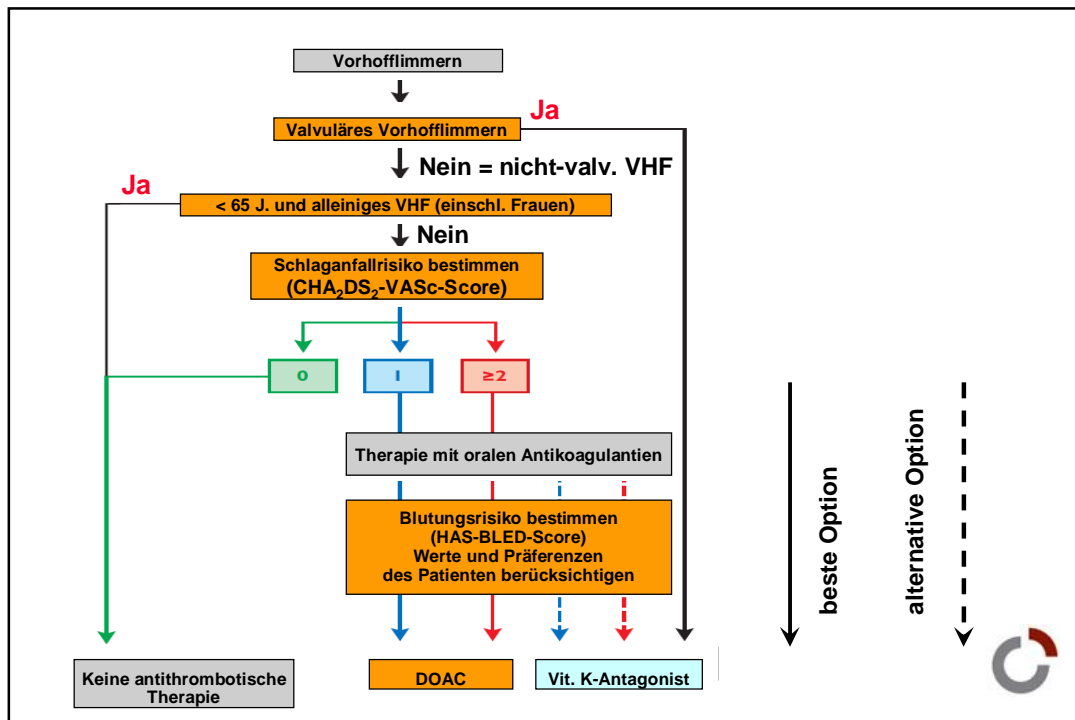 Vorhofflimmern
Ja
Valvuläres Vorhofflimmern
Nein = nicht-valv. VHF
Ja
< 65 J. und alleiniges VHF (einschl. Frauen)
Nein
Schlaganfallrisiko bestimmen
(CHA₂DS₂-VASc-Score)
0
I
≥2
Therapie mit oralen Antikoagulantien
Blutungsrisiko bestimmen
(HAS-BLED-Score)
Werte und Präferenzen
des Patienten berücksichtigen
beste Option
alternative Option
Keine antithrombotische
Therapie
DOAC
Vit. K-Antagonist